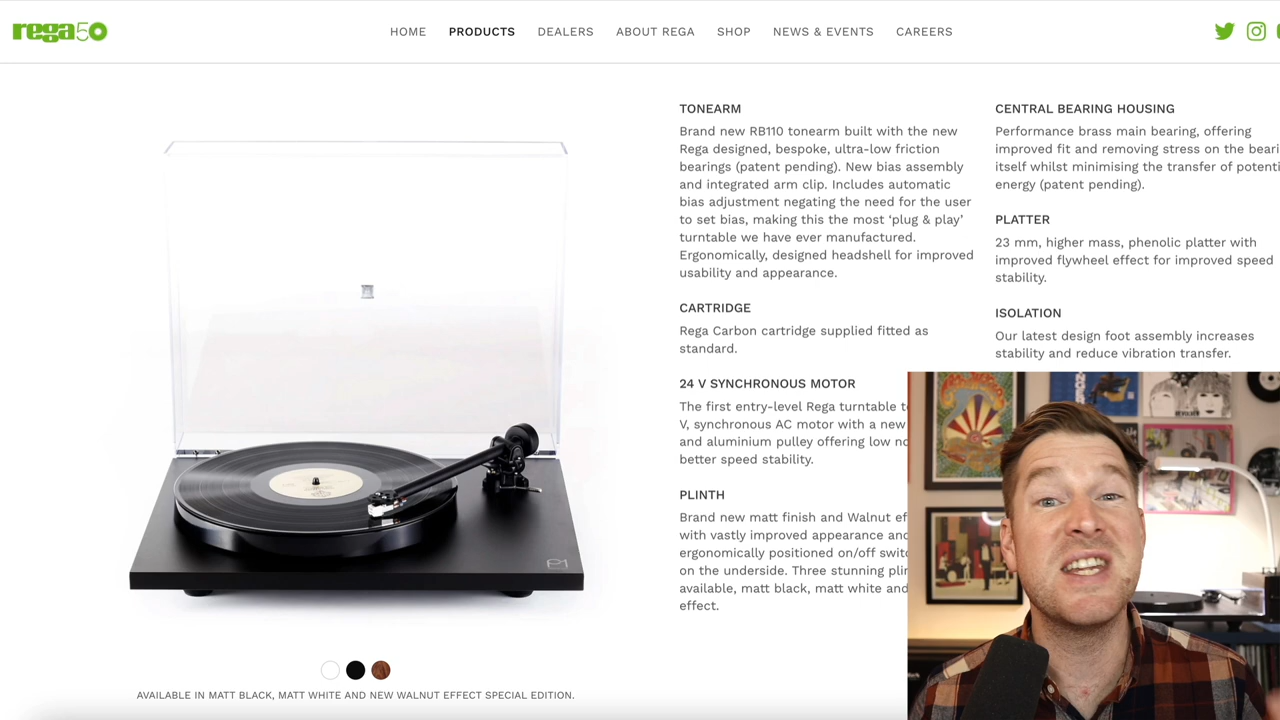 rega50
HOME PRODUCTS DEALERS ABOUT REGA SHOP NEWS & EVENTS CAREERS
P1
AVAILABLE IN MATT BLACK, MATT WHITE AND NEW WALNUT EFFECT SPECIAL EDITION.
TONEARM
Brand new RB110 tonearm built with the new
Rega designed, bespoke, ultra-low friction
bearings (patent pending). New bias assembly
and integrated arm clip. Includes automatic
bias adjustment negating the need for the user
to set bias, making this the most ‘plug & play’
turntable we have ever manufactured.
Ergonomically, designed headshell for improved
usability and appearance.
CARTRIDGE
Rega Carbon cartridge supplied fitted as
standard.
24 V SYNCHRONOUS MOTOR
The first entry-level Rega turntable
V, synchronous AC motor with a new
and aluminium pulley offering low
better speed stability.
PLINTH
Brand new matt finish and Walnut
with vastly improved appearance and
ergonomically positioned on/off
on the underside. Three stunning
available, matt black, matt white and
effect.
CENTRAL BEARING HOUSING
Performance brass main bearing, offering
improved fit and removing stress on the
itself whilst minimising the transfer of
energy (patent pending).
PLATTER
23 mm, higher mass, phenolic platter with
improved flywheel effect for improved speed
stability.
ISOLATION
Our latest design foot assembly increases
stability and reduce vibration transfer.